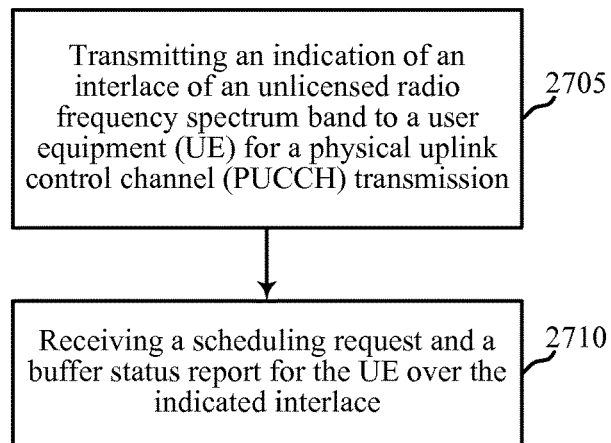 Transmitting an indication of an
interlace of an unlicensed radio
frequency spectrum band to a user
equipment (UE) for a physical uplink
control channel (PUCCH) transmission
2705
Receiving a scheduling request and a
buffer status report for the UE over the
indicated interlace
2710